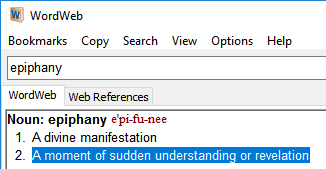 WordWeb
Bookmarks Copy Search View Options Help
epiphany
WordWeb Web References
Noun: epiphany e'pi-fu-nee
1. A divine manifestation
2. A moment of sudden understanding or revelation